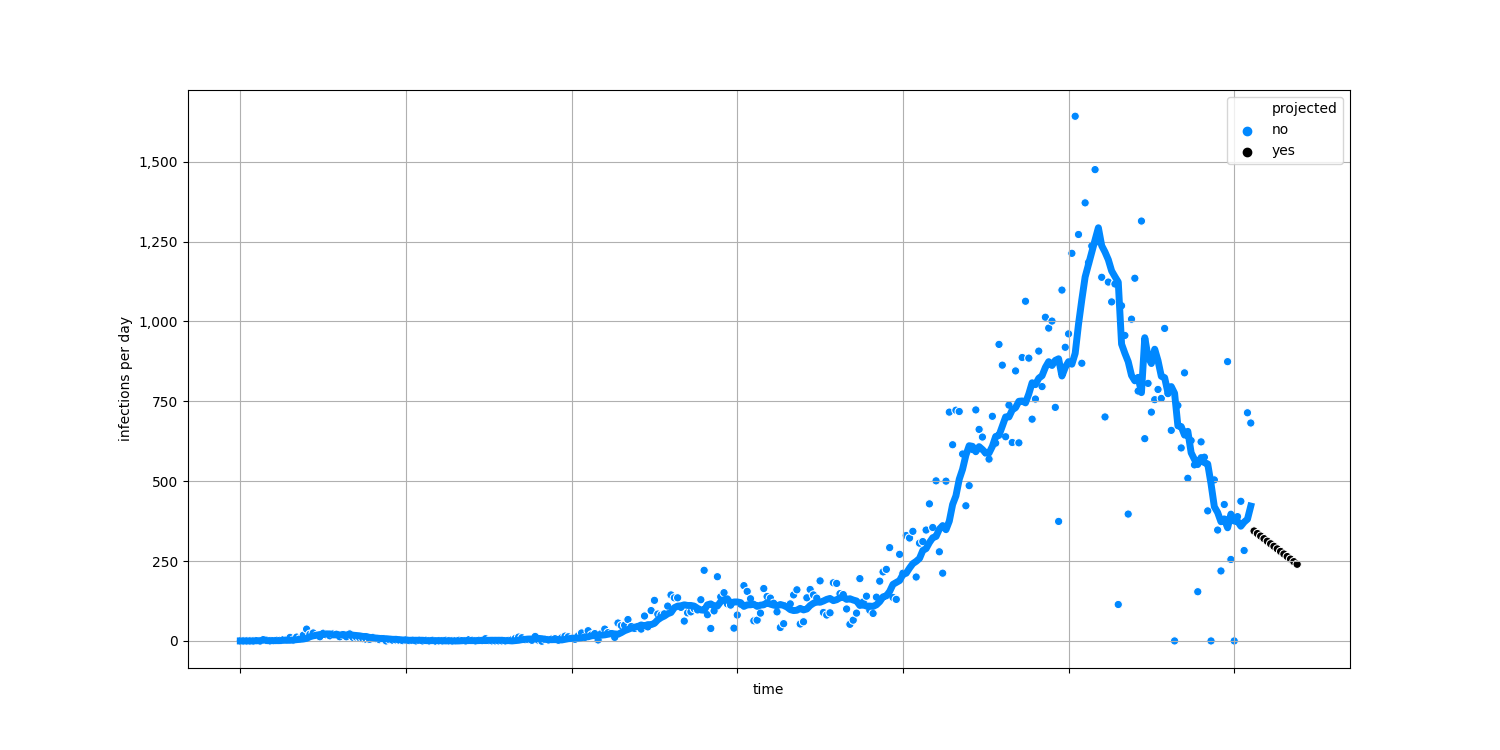 projected
no
yes
1,500
1,250
1,000
750
500
250
0
infections per day
time